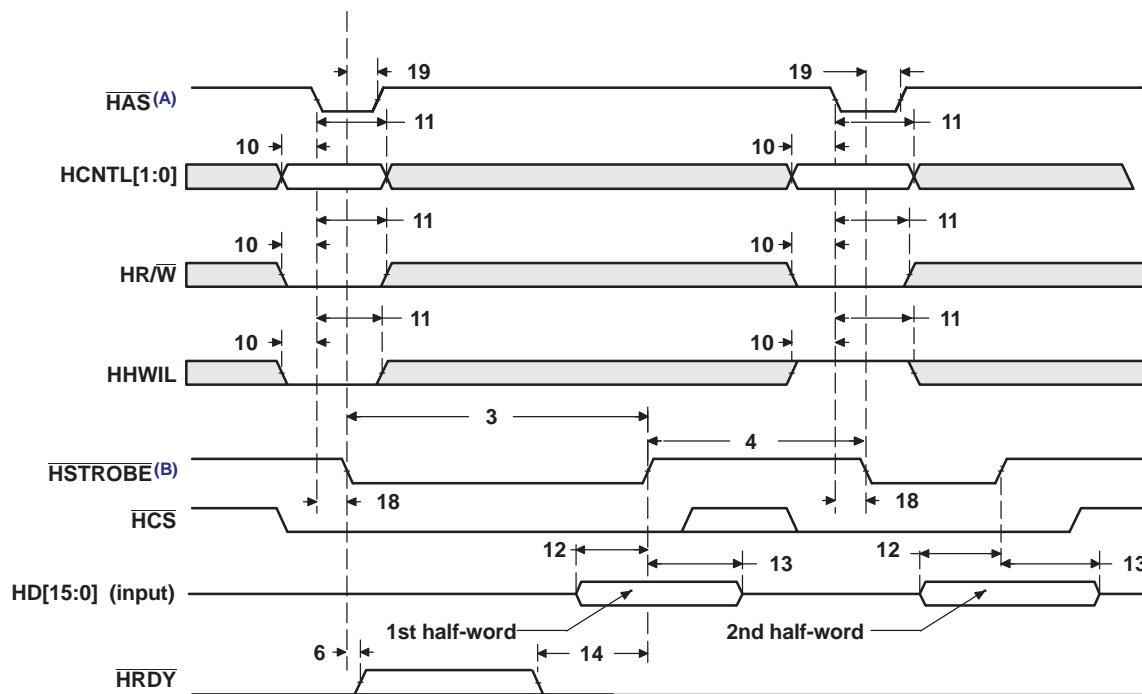 19
19
HAS(A)
11
11
10
10
HCNTL[1:0]
11
11
10
10
HR/W
11
11
10
10
HHWIL
3
4
HSTROBE(B)
18
18
HCS
12
12
13
13
HD[15:0] (input)
1st half-word
2nd half-word
6
14
HRDY